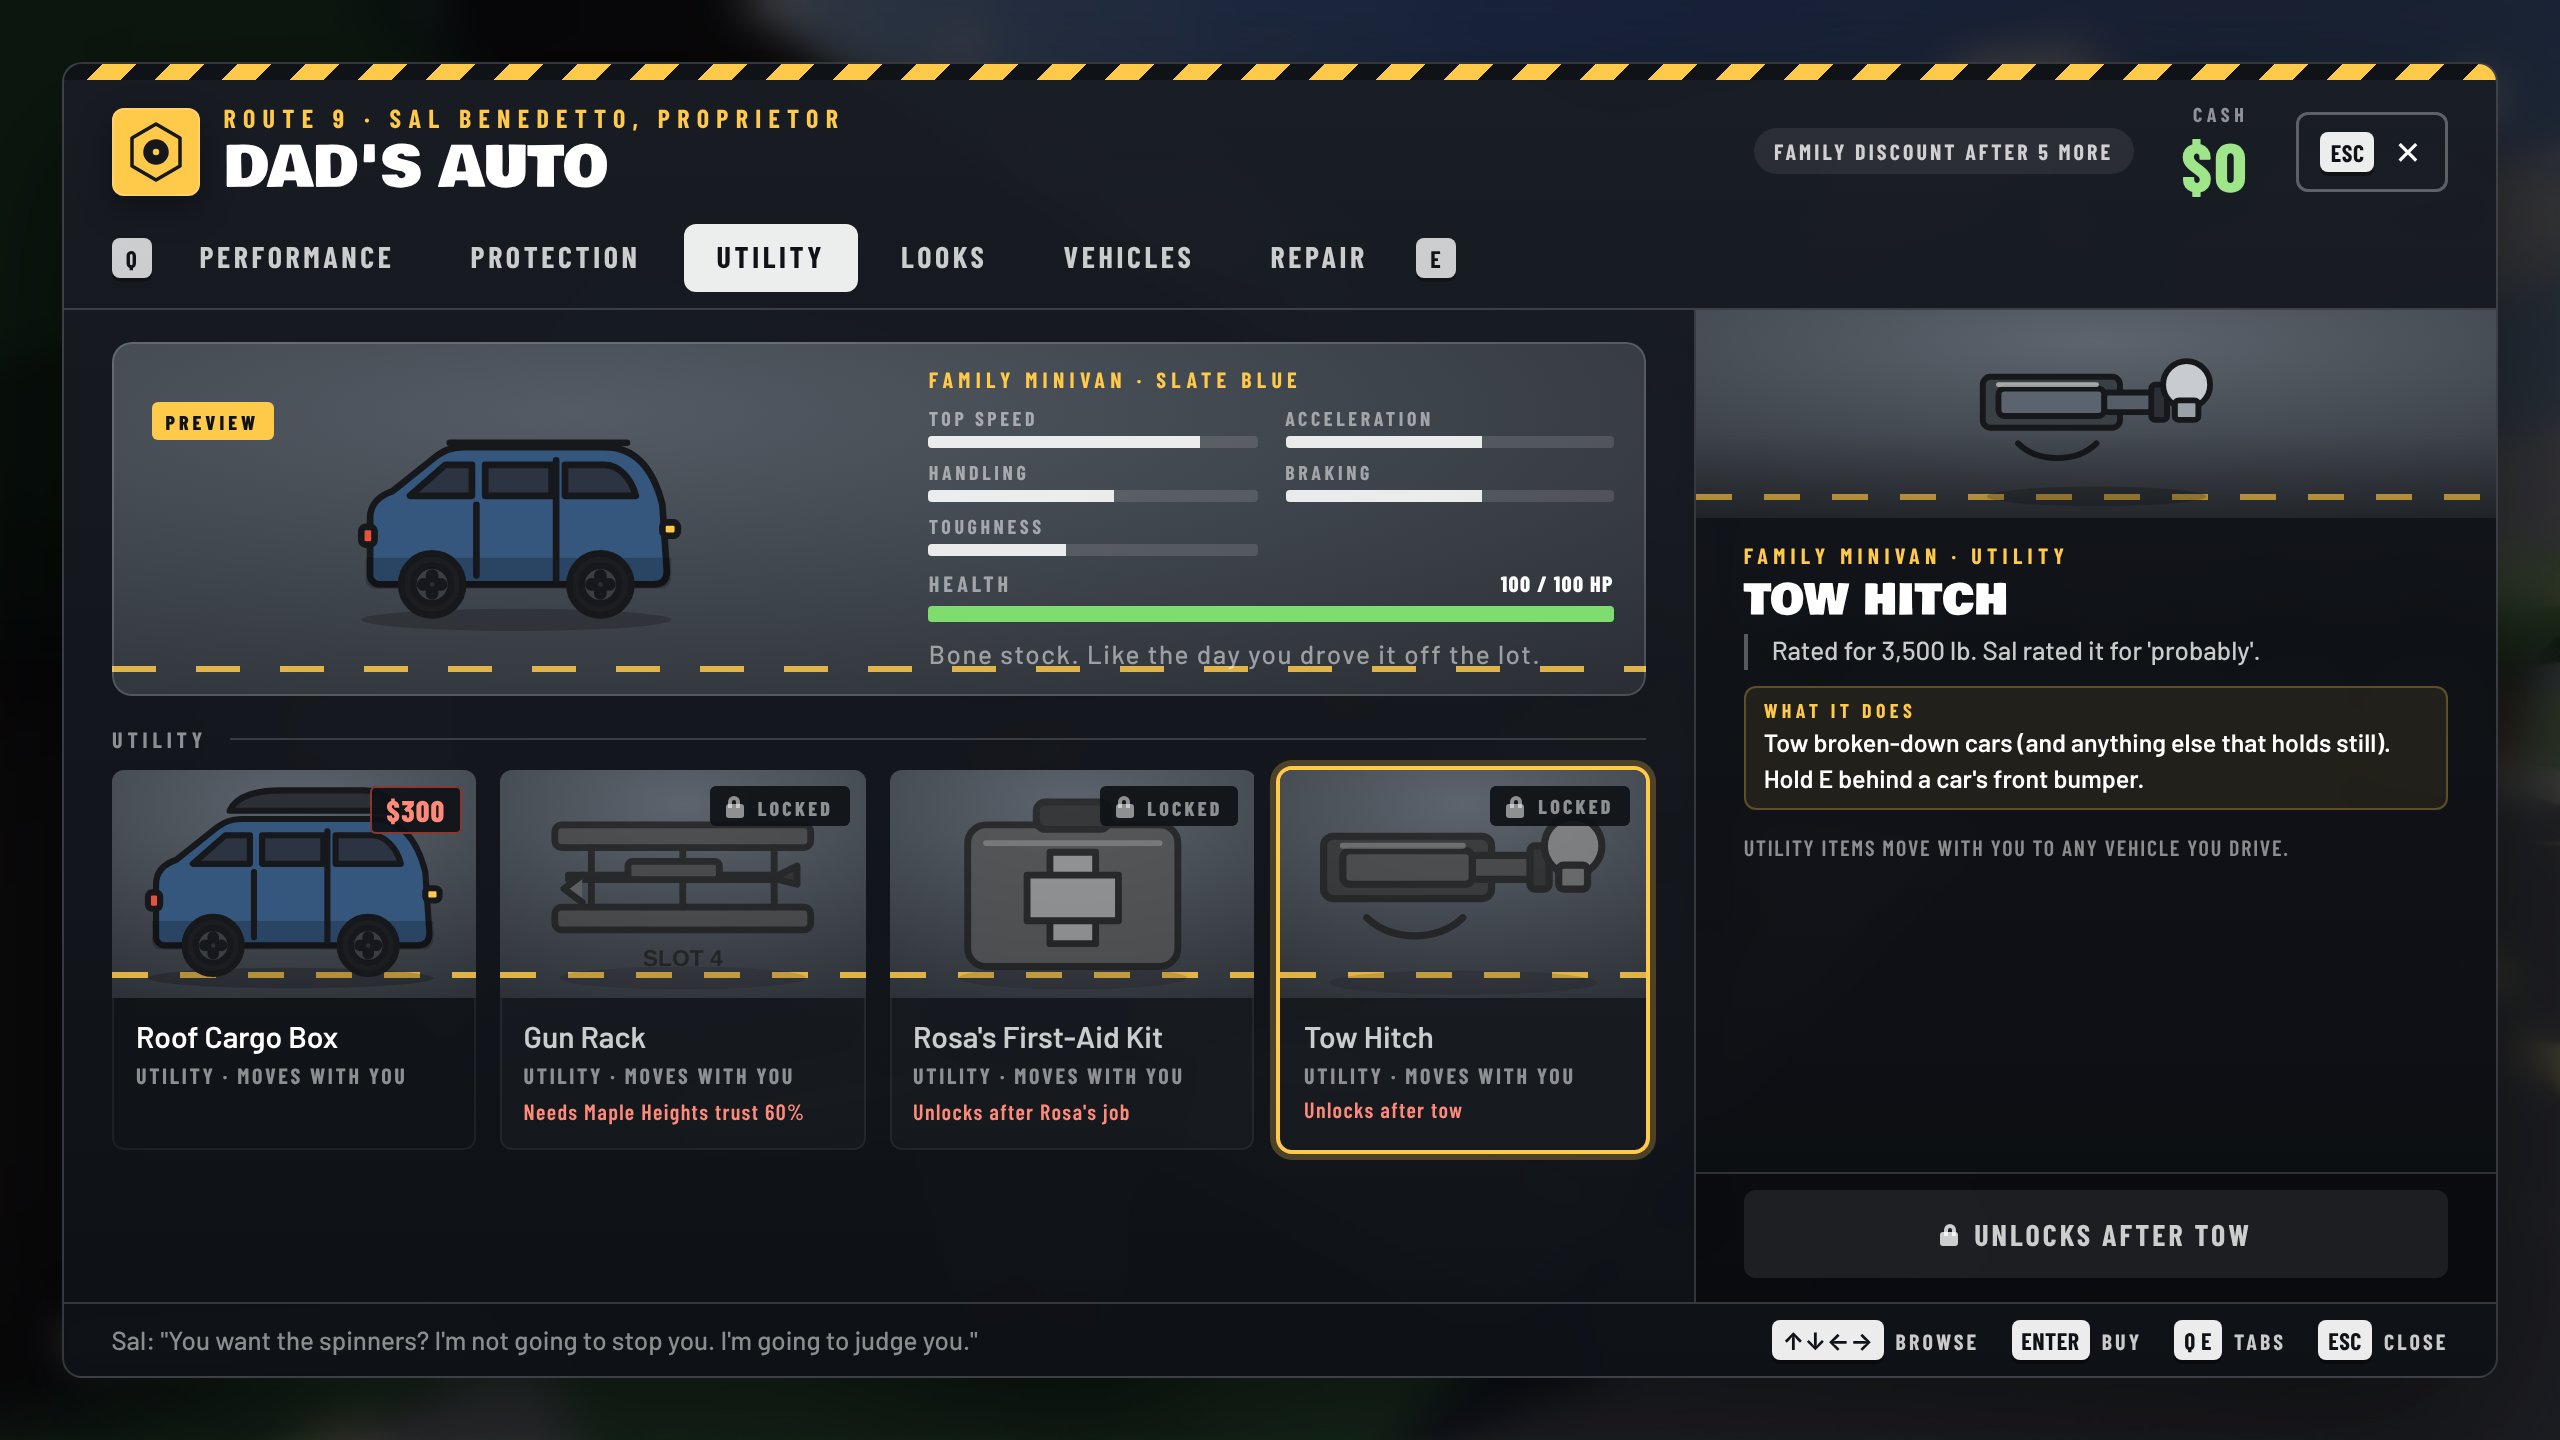 ROUTE 9 · SAL BENEDETTO, PROPRIETOR
DAD'S AUTO
FAMILY DISCOUNT AFTER 5 MORE
CASH
$0
ESC ×
Q PERFORMANCE PROTECTION UTILITY LOOKS VEHICLES REPAIR E
PREVIEW
FAMILY MINIVAN · SLATE BLUE
TOP SPEED
ACCELERATION
HANDLING
BRAKING
TOUGHNESS
HEALTH 100 / 100 HP
Bone stock. Like the day you drove it off the lot.
UTILITY
$300
Roof Cargo Box
UTILITY · MOVES WITH YOU
LOCKED
SLOT 4
Gun Rack
UTILITY · MOVES WITH YOU
Needs Maple Heights trust 60%
LOCKED
Rosa's First-Aid Kit
UTILITY · MOVES WITH YOU
Unlocks after Rosa's job
LOCKED
Tow Hitch
UTILITY · MOVES WITH YOU
Unlocks after tow
FAMILY MINIVAN · UTILITY
TOW HITCH
Rated for 3,500 lb. Sal rated it for 'probably'.
WHAT IT DOES
Tow broken-down cars (and anything else that holds still).
Hold E behind a car's front bumper.
UTILITY ITEMS MOVE WITH YOU TO ANY VEHICLE YOU DRIVE.
UNLOCKS AFTER TOW
Sal: "You want the spinners? I'm not going to stop you. I'm going to judge you."
↑↓←→ BROWSE ENTER BUY Q E TABS ESC CLOSE